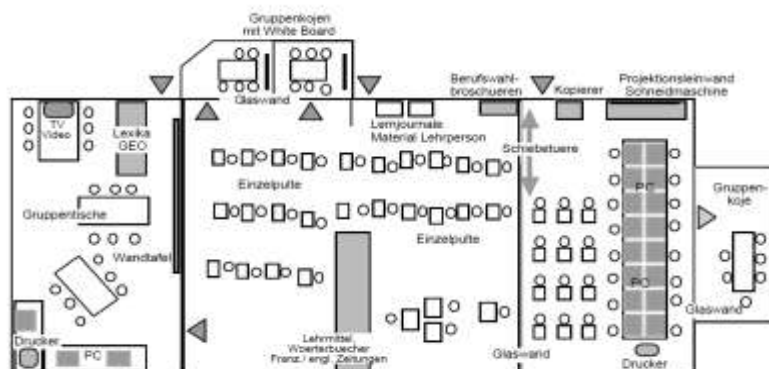 Gruppenkojen
mit White Board
Glaswand
Berufswahl-
broschueren
Kopierer
Projektionsleinwand
Schneidmaschine
TV
Video
Lexika
GEO
Lernjournale
Material Lehrperson
Schiebetuere
Einzelpulte
PC
Gruppen-
koje
Gruppentische
Wandtafel
Einzelpulte
PC
Glaswand
Drucker
PC
Lehrmittel,
Woerterbuecher
Franz./ engl. Zeitungen
Glaswand
Drucker